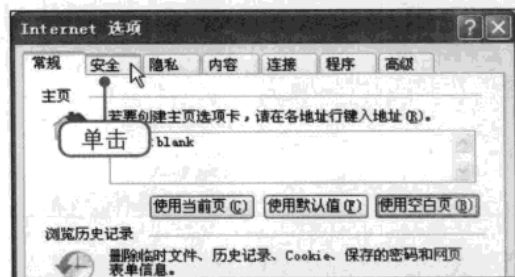 Internet 选项
常规 安全 隐私 内容 连接 程序 高级
主页
若要创建主页选项卡，请在各地址行键入地址(R)。
单击
:blank
使用当前页(C) 使用默认值(F) 使用空白页(B)
浏览历史记录
删除临时文件、历史记录、Cookie、保存的密码和网页
表单信息。